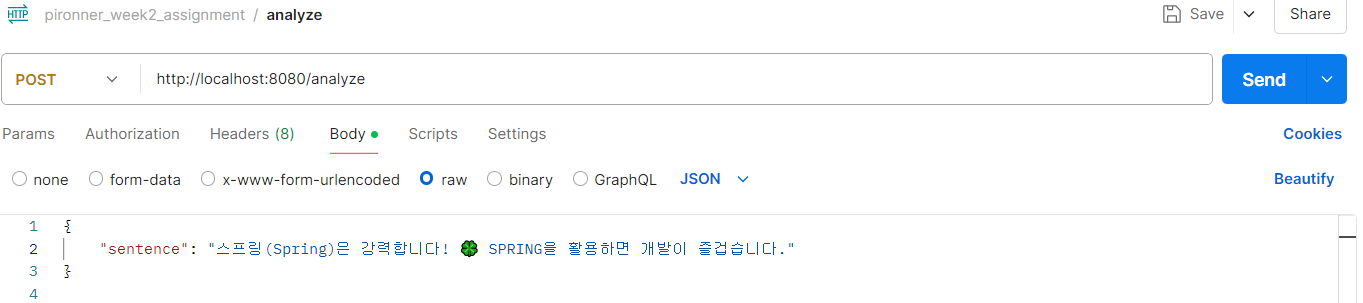 HTTP pironner_week2_assignment / analyze Save Share
POST http://localhost:8080/analyze Send
Params Authorization Headers (8) Body Scripts Settings Cookies
none form-data x-www-form-urlencoded raw binary GraphQL JSON Beautify
1 {
2 "sentence": "스프링(Spring)은 강력합니다! 🍀 SPRING을 활용하면 개발이 즐겁습니다."
3 }
4